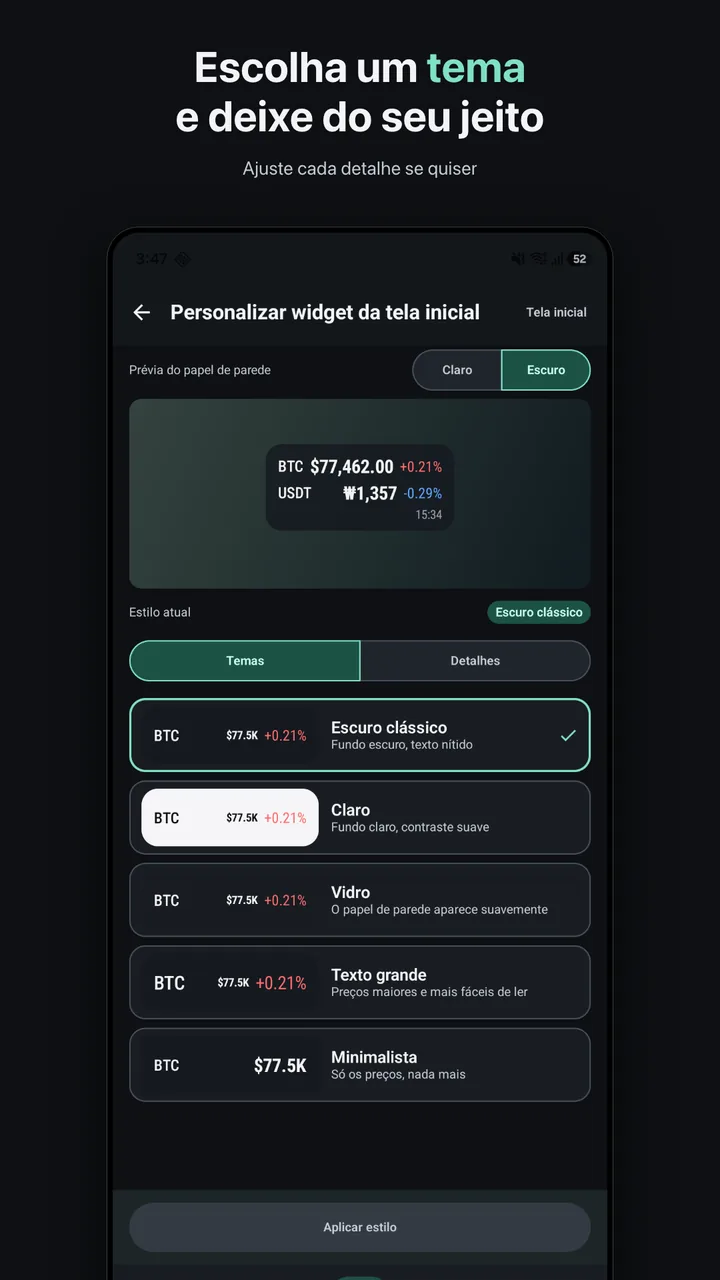 Escolha um tema
e deixe do seu jeito
Ajuste cada detalhe se quiser
3:47
52
Personalizar widget da tela inicial
Tela inicial
Prévia do papel de parede
Claro
Escuro
BTC $77,462.00 +0.21%
USDT ₩1,357 -0.29%
15:34
Estilo atual
Escuro clássico
Temas
Detalhes
BTC $77.5K +0.21%
Escuro clássico
Fundo escuro, texto nítido
BTC $77.5K +0.21%
Claro
Fundo claro, contraste suave
BTC $77.5K +0.21%
Vidro
O papel de parede aparece suavemente
BTC $77.5K +0.21%
Texto grande
Preços maiores e mais fáceis de ler
BTC $77.5K
Minimalista
Só os preços, nada mais
Aplicar estilo